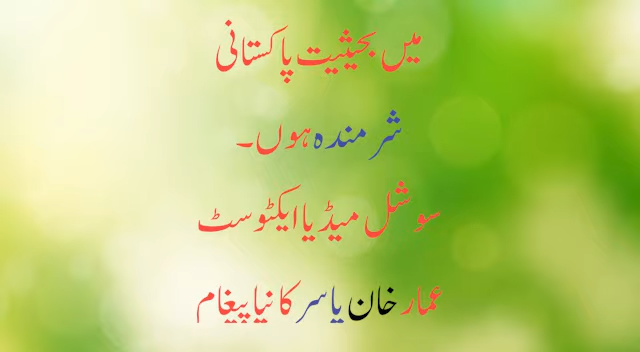 میں بحیثیت پاکستانی
شرمندہ ہوں۔
سوشل میڈیا ایکٹوسٹ
عمار خان یاسر کا نیا پیغام